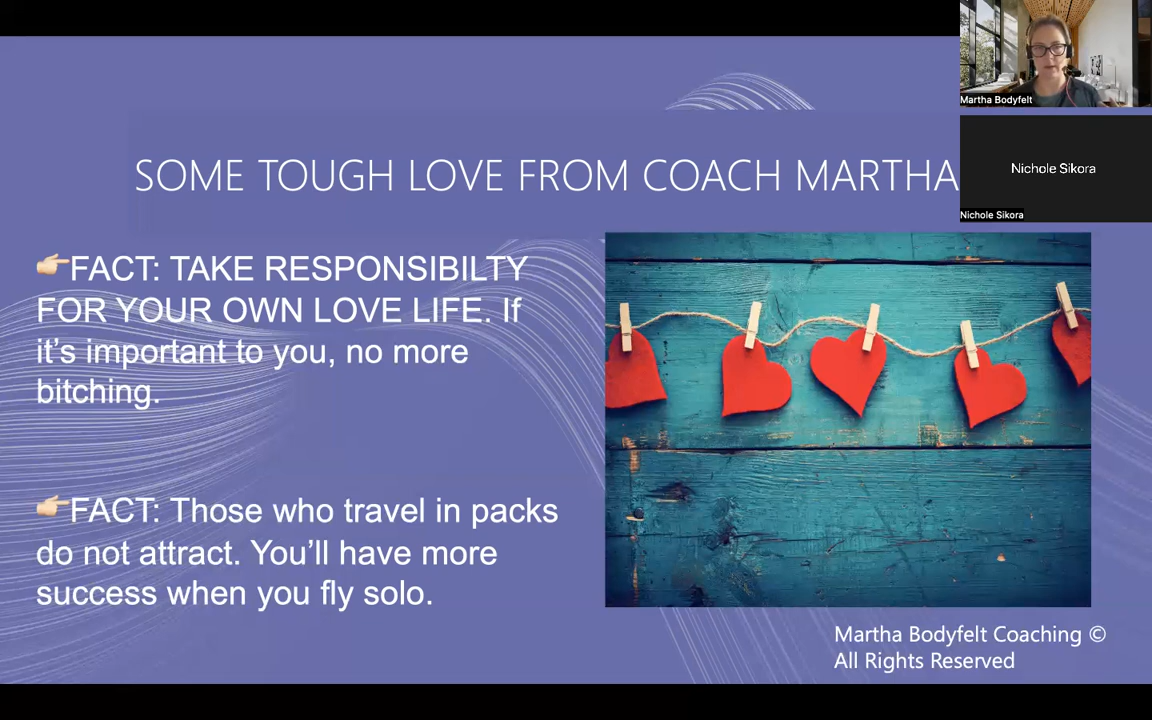 Martha Bodyfelt
Nichole Sikora
Nichole Sikora
SOME TOUGH LOVE FROM COACH MARTHA
👉FACT: TAKE RESPONSIBILTY
FOR YOUR OWN LOVE LIFE. If
it’s important to you, no more
bitching.
👉FACT: Those who travel in packs
do not attract. You’ll have more
success when you fly solo.
Martha Bodyfelt Coaching ©
All Rights Reserved